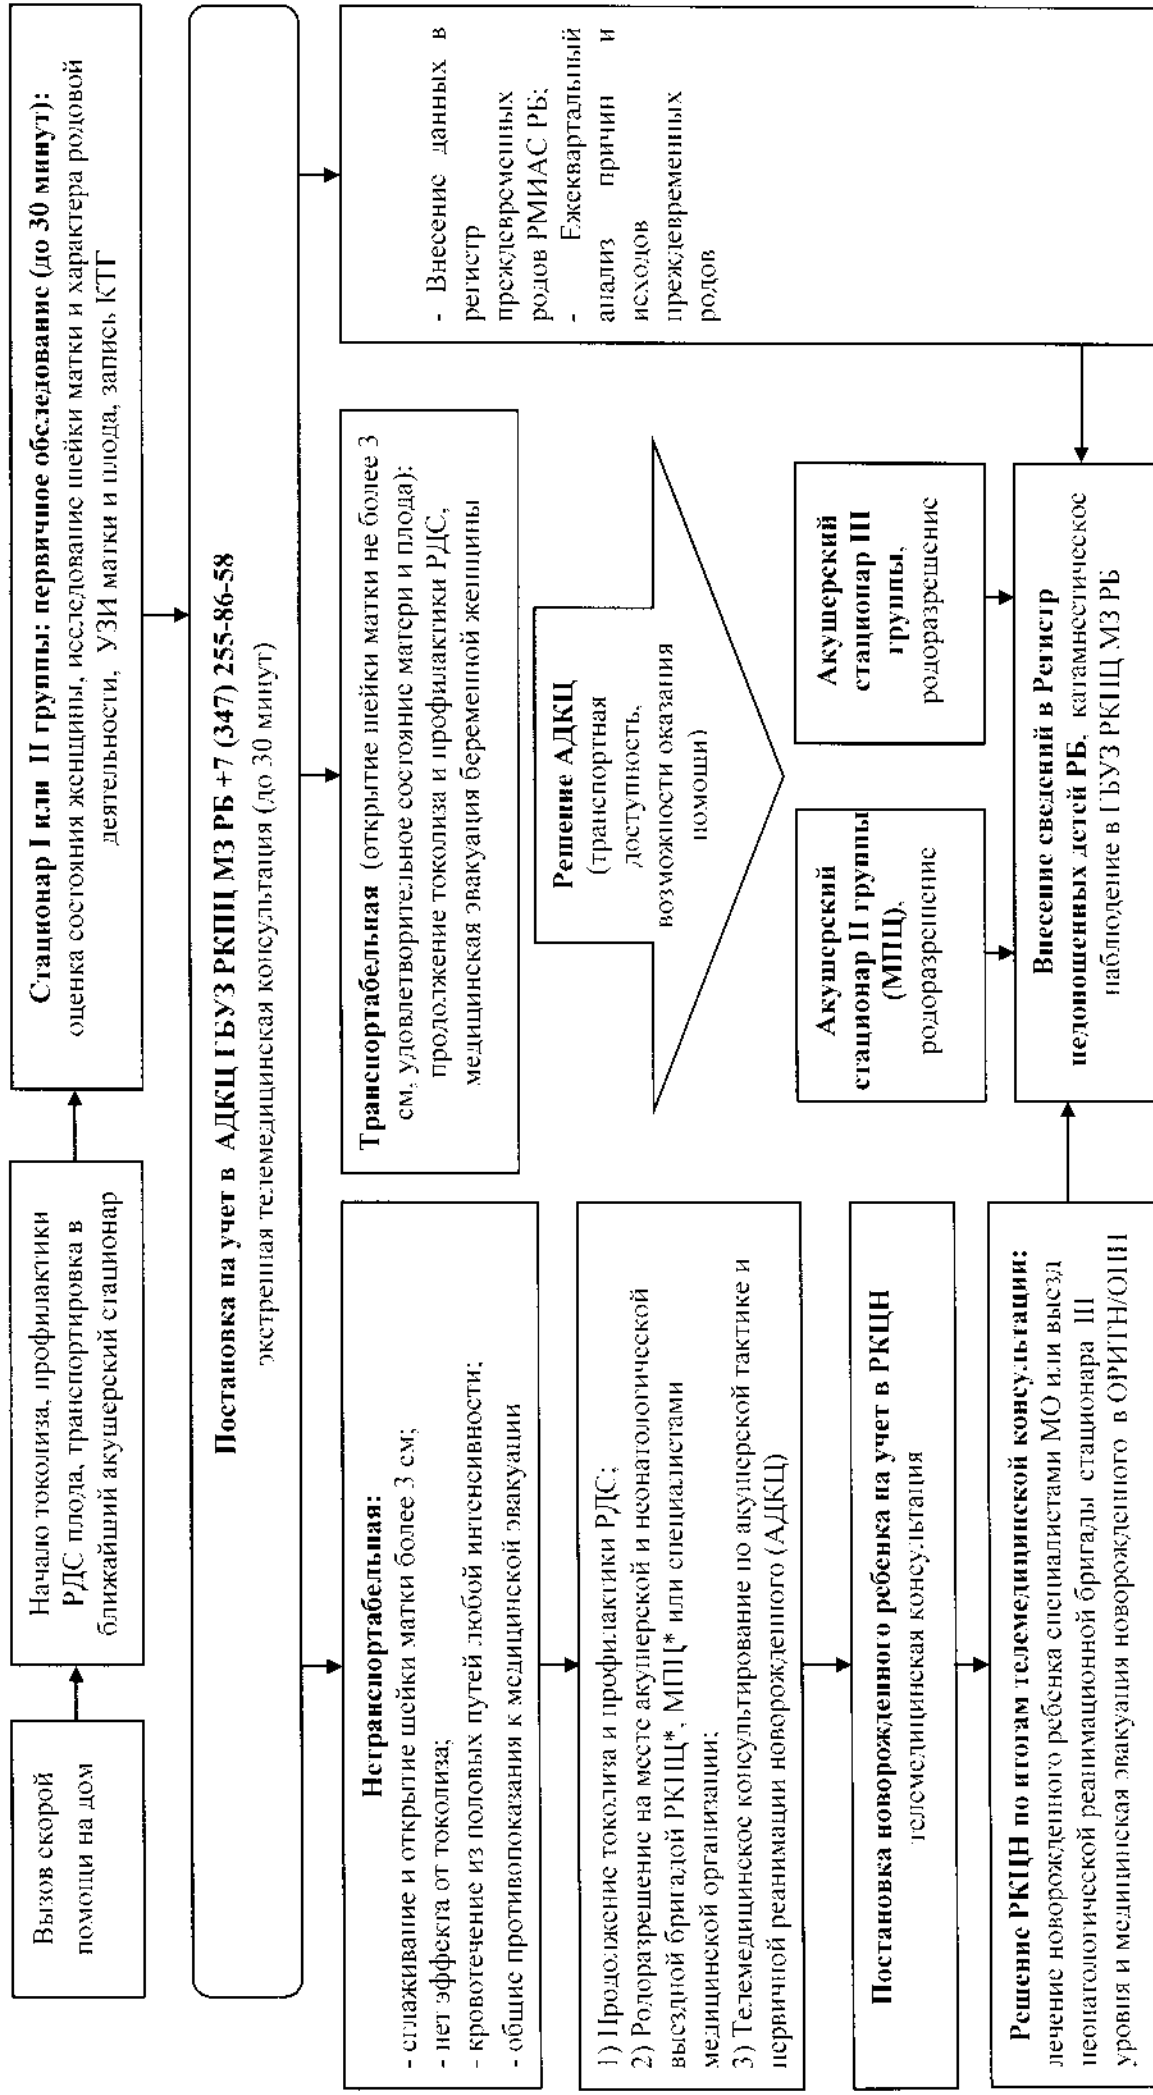 Вызов скорой
помощи на дом
Начало токолиза, профилактики
РДС плода, транспортировка в
ближайший акушерский стационар
Стационар I или II группы: первичное обследование (до 30 минут):
оценка состояния женщины, исследование шейки матки и характера родовой
деятельности, УЗИ матки и плода, запись КТГ
Постановка на учет в АДКЦ ГБУЗ РКПЦ МЗ РБ +7 (347) 255-86-58
экстренная телемедицинская консультация (до 30 минут)
Нетранспортабельная:
- сглаживание и открытие шейки матки более 3 см;
- нет эффекта от токолиза;
- кровотечение из половых путей любой интенсивности;
- общие противопоказания к медицинской эвакуации
Транспортабельная (открытие шейки матки не более 3
см, удовлетворительное состояние матери и плода):
продолжение токолиза и профилактики РДС,
медицинская эвакуация беременной женщины
- Внесение данных в
регистр
преждевременных
родов РМИАС РБ;
- Ежеквартальный
анализ причин и
исходов
преждевременных
родов
1) Продолжение токолиза и профилактики РДС;
2) Родоразрешение на месте акушерской и неонатологической
выездной бригадой РКПЦ*, МПЦ* или специалистами
медицинской организации;
3) Телемедицинское консультирование по акушерской тактике и
первичной реанимации новорожденного (АДКЦ)
Решение АДКЦ
(транспортная
доступность,
возможности оказания
помощи)
Постановка новорожденного ребенка на учет в РКЦН
телемедицинская консультация
Акушерский
стационар II группы
(МПЦ),
родоразрешение
Акушерский
стационар III
группы,
родоразрешение
Решение РКЦН по итогам телемедицинской консультации:
лечение новорожденного ребенка специалистами МО или выезд
неонатологической реанимационной бригады стационара III
уровня и медицинская эвакуация новорожденного в ОРИТН/ОПН
Внесение сведений в Регистр
недоношенных детей РБ, катамнестическое
наблюдение в ГБУЗ РКПЦ МЗ РБ